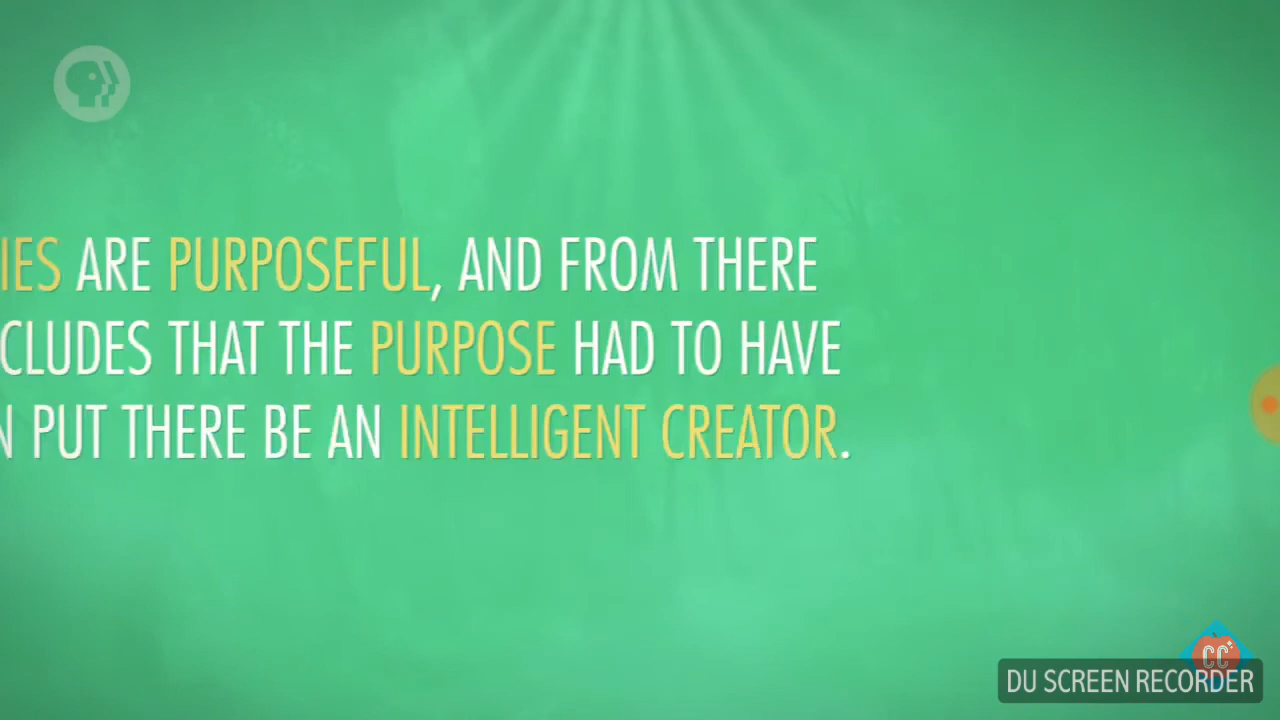 IES ARE PURPOSEFUL, AND FROM THERE
CLUDES THAT THE PURPOSE HAD TO HAVE
N PUT THERE BE AN INTELLIGENT CREATOR.
CC
DU SCREEN RECORDER